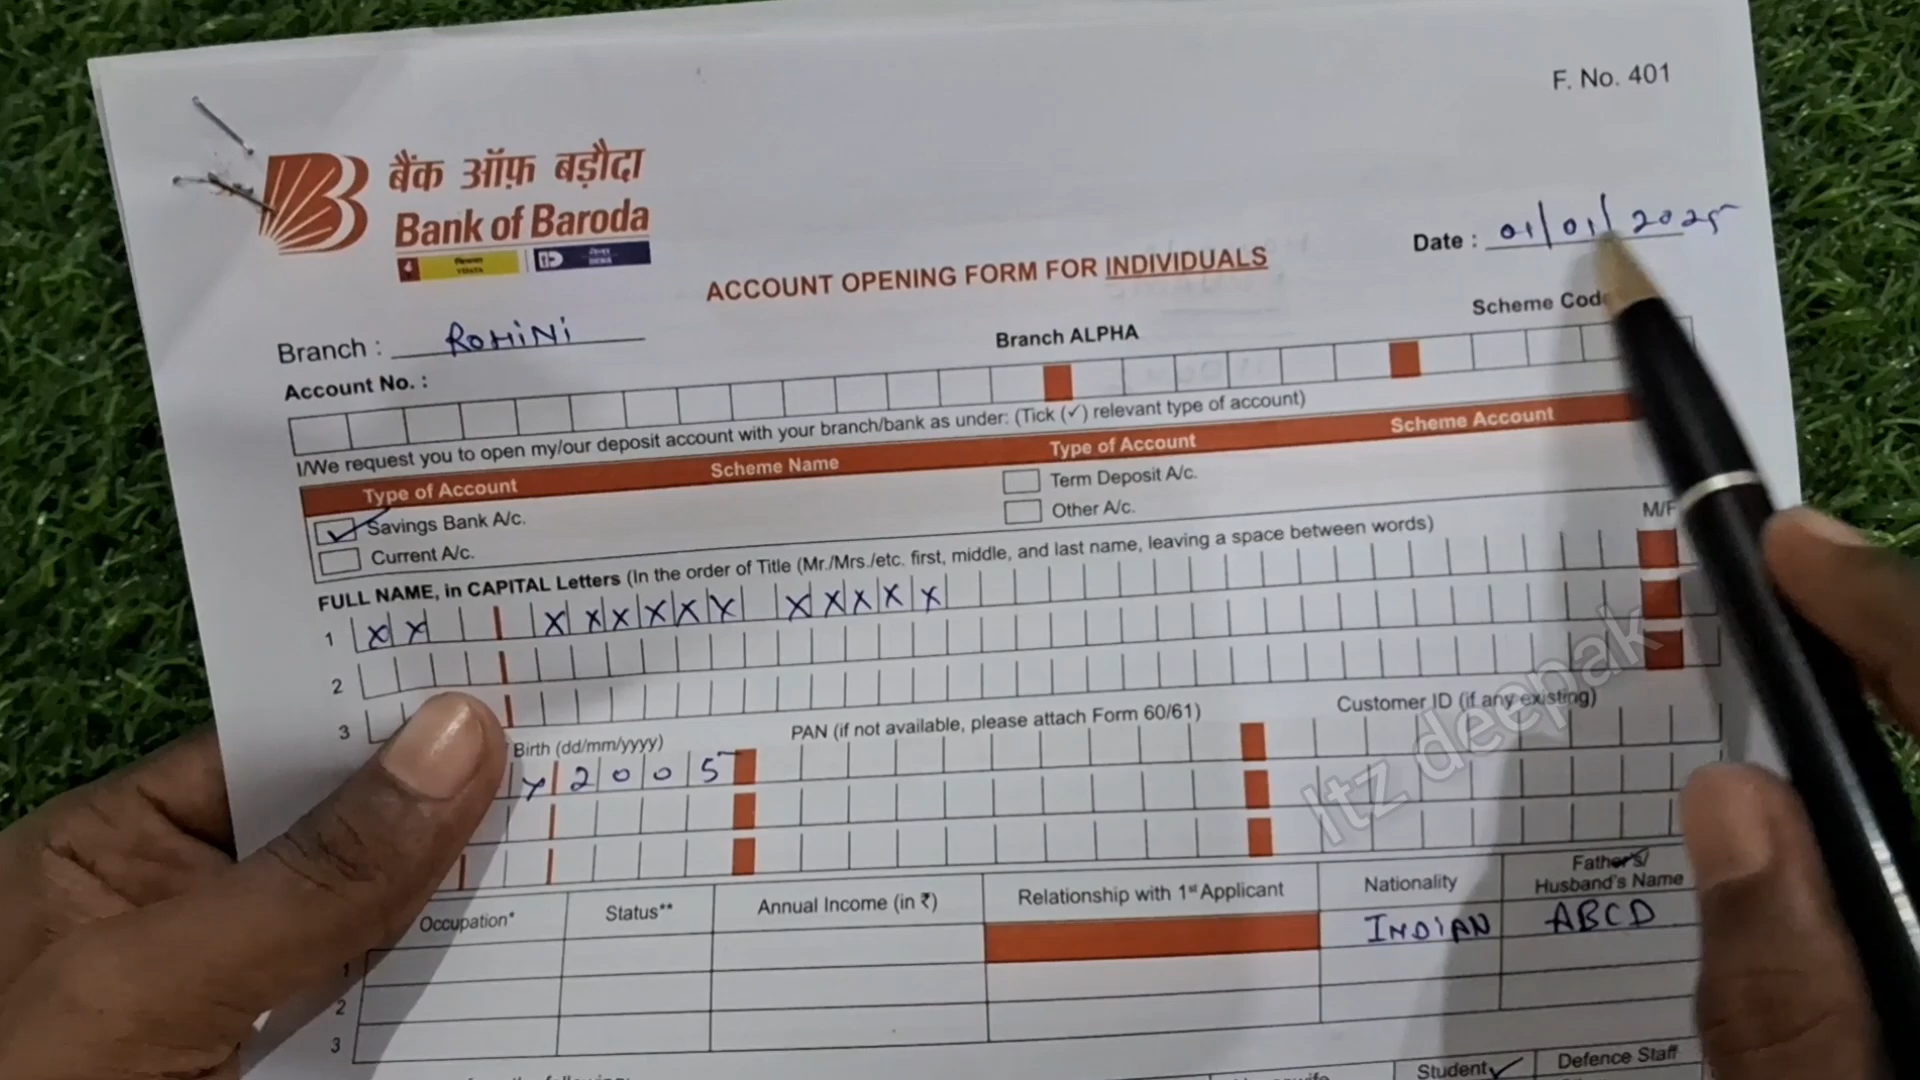 F. No. 401
बैंक ऑफ़ बड़ौदा
Bank of Baroda
Date : 01/01/2025
ACCOUNT OPENING FORM FOR INDIVIDUALS
Branch : ROHiNi
Branch ALPHA
Scheme Code
Account No. :
I/We request you to open my/our deposit account with your branch/bank as under: (Tick (✓) relevant type of account)
Type of Account Scheme Name Type of Account Scheme Account
✓ Savings Bank A/c. Term Deposit A/c.
Current A/c. Other A/c.
FULL NAME, in CAPITAL Letters (In the order of Title (Mr./Mrs./etc. first, middle, and last name, leaving a space between words) M/F
1 X X X X X X X X X X X X X X
2
3
Birth (dd/mm/yyyy) PAN (if not available, please attach Form 60/61) Customer ID (if any existing)
Y 2 0 0 5
Itz deepak
Occupation* Status** Annual Income (in ₹) Relationship with 1st Applicant Nationality Father's/ Husband's Name
1 INDiAN ABCD
2
3
Student ✓ Defence Staff